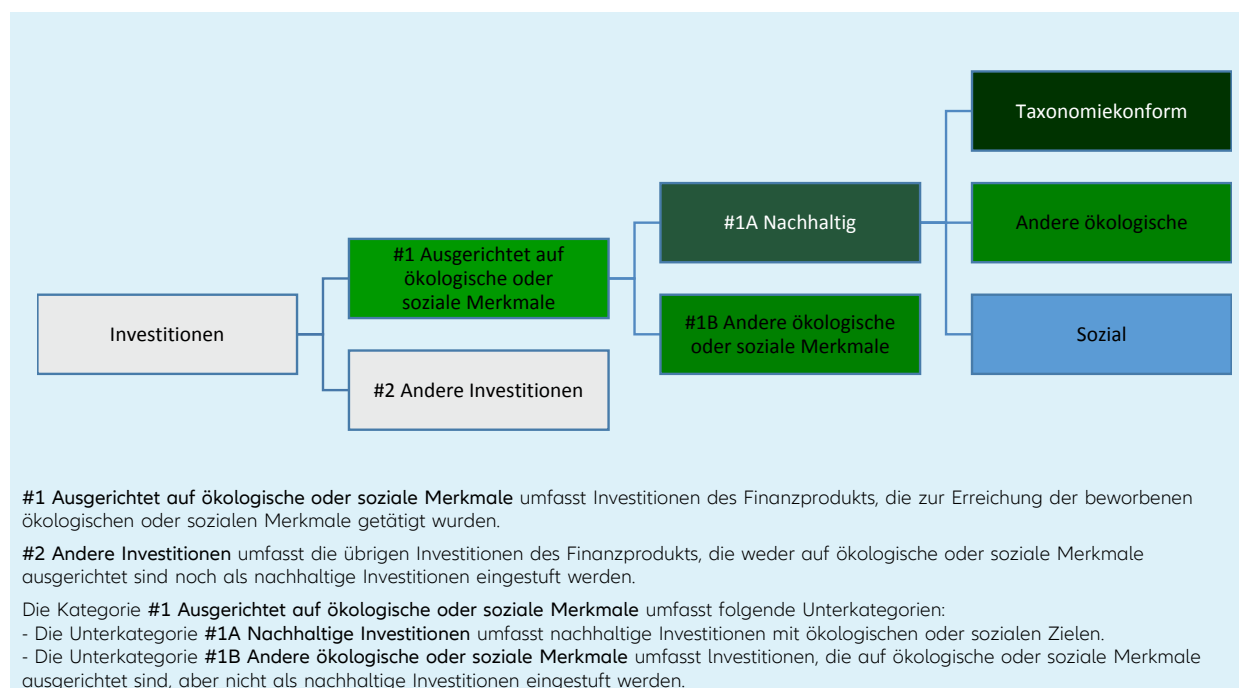 Taxonomiekonform
#1A Nachhaltig
Andere ökologische
#1 Ausgerichtet auf
ökologische oder
soziale Merkmale
Investitionen
#1B Andere ökologische
oder soziale Merkmale
Sozial
#2 Andere Investitionen
#1 Ausgerichtet auf ökologische oder soziale Merkmale umfasst Investitionen des Finanzprodukts, die zur Erreichung der beworbenen
ökologischen oder sozialen Merkmale getätigt wurden.
#2 Andere Investitionen umfasst die übrigen Investitionen des Finanzprodukts, die weder auf ökologische oder soziale Merkmale
ausgerichtet sind noch als nachhaltige Investitionen eingestuft werden.
Die Kategorie #1 Ausgerichtet auf ökologische oder soziale Merkmale umfasst folgende Unterkategorien:
- Die Unterkategorie #1A Nachhaltige Investitionen umfasst nachhaltige Investitionen mit ökologischen oder sozialen Zielen.
- Die Unterkategorie #1B Andere ökologische oder soziale Merkmale umfasst Investitionen, die auf ökologische oder soziale Merkmale
ausgerichtet sind, aber nicht als nachhaltige Investitionen eingestuft werden.